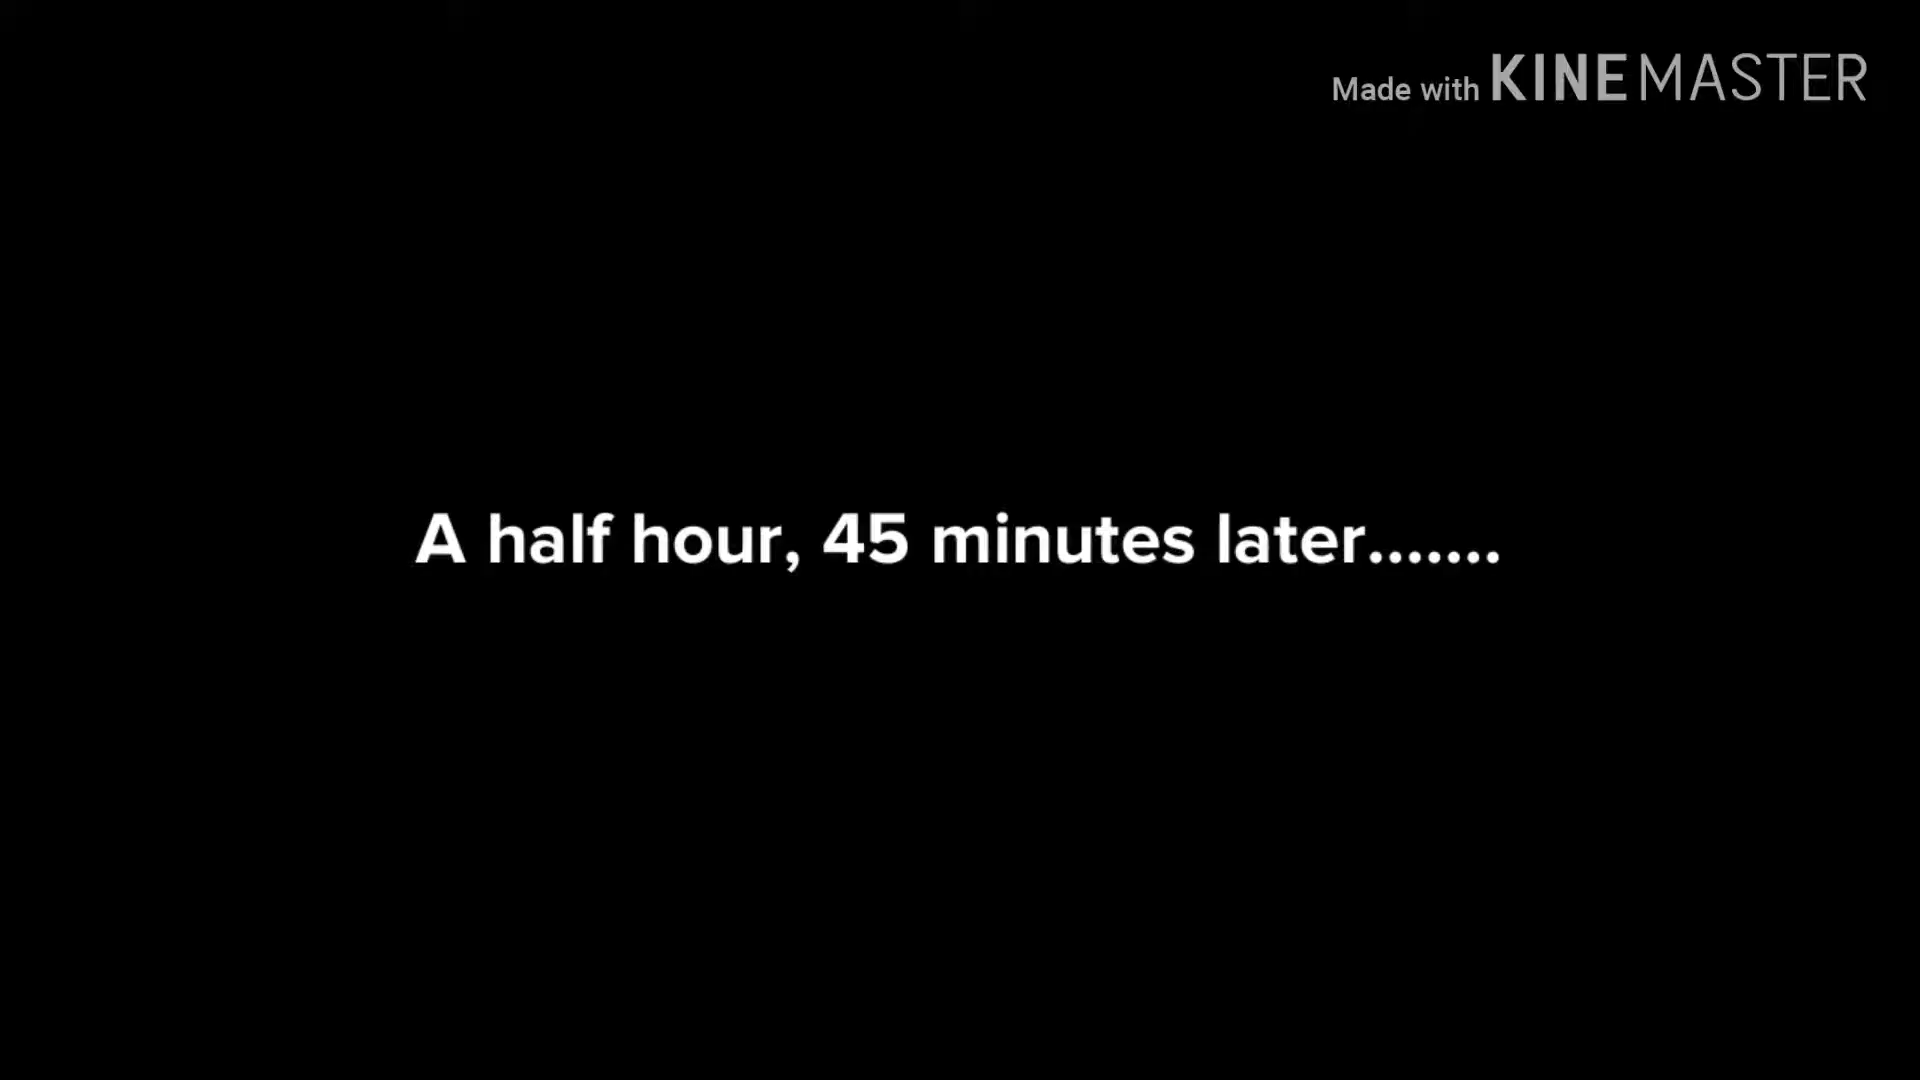 Made with KINEMASTER
A half hour, 45 minutes later.......